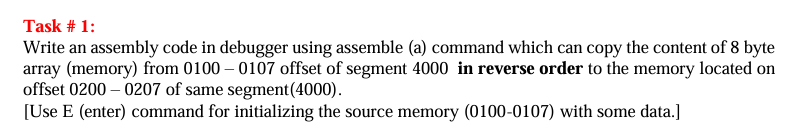 Task # 1:
Write an assembly code in debugger using assemble (a) command which can copy the content of 8 byte
array (memory) from 0100 – 0107 offset of segment 4000 in reverse order to the memory located on
offset 0200 – 0207 of same segment(4000).
[Use E (enter) command for initializing the source memory (0100-0107) with some data.]